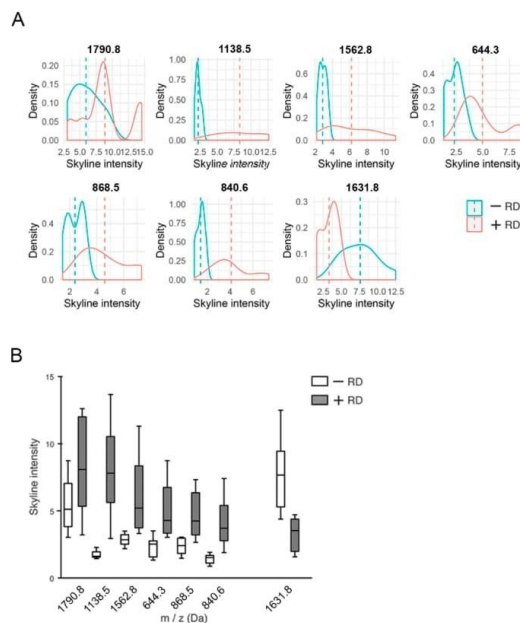 A
1790.8
Density
0.20
0.15
0.10
0.05
0.00
2.5 5.0 7.5 10.0 12.5 15.0
Skyline intensity
1138.5
Density
1.00
0.75
0.50
0.25
0.00
2.5 5.0 7.5 10.0 12.5
Skyline intensity
1562.8
Density
0.6
0.4
0.2
0.0
2 4 6 8 10
Skyline intensity
644.3
Density
0.4
0.2
0.0
2.5 5.0 7.5
Skyline intensity
868.5
Density
0.4
0.2
0.0
2 4 6
Skyline intensity
840.6
Density
1.00
0.75
0.50
0.25
0.00
2 4 6
Skyline intensity
1631.8
Density
0.3
0.2
0.1
0.0
2.5 5.0 7.5 10.0 12.5
Skyline intensity
− RD
+ RD
B
− RD
+ RD
Skyline intensity
15
10
5
0
1790.8
1138.5
1562.8
644.3
868.5
840.6
1631.8
m / z (Da)